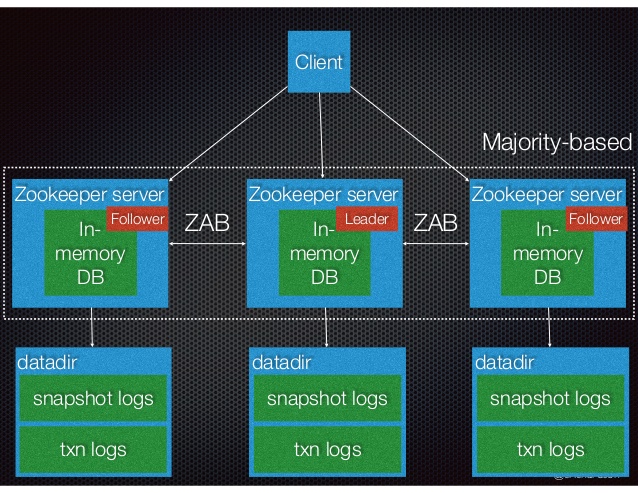 Client
Majority-based
Zookeeper server
Follower
In-
memory
DB
ZAB
Zookeeper server
Leader
In-
memory
DB
ZAB
Zookeeper server
Follower
In-
memory
DB
datadir
snapshot logs
txn logs
datadir
snapshot logs
txn logs
datadir
snapshot logs
txn logs